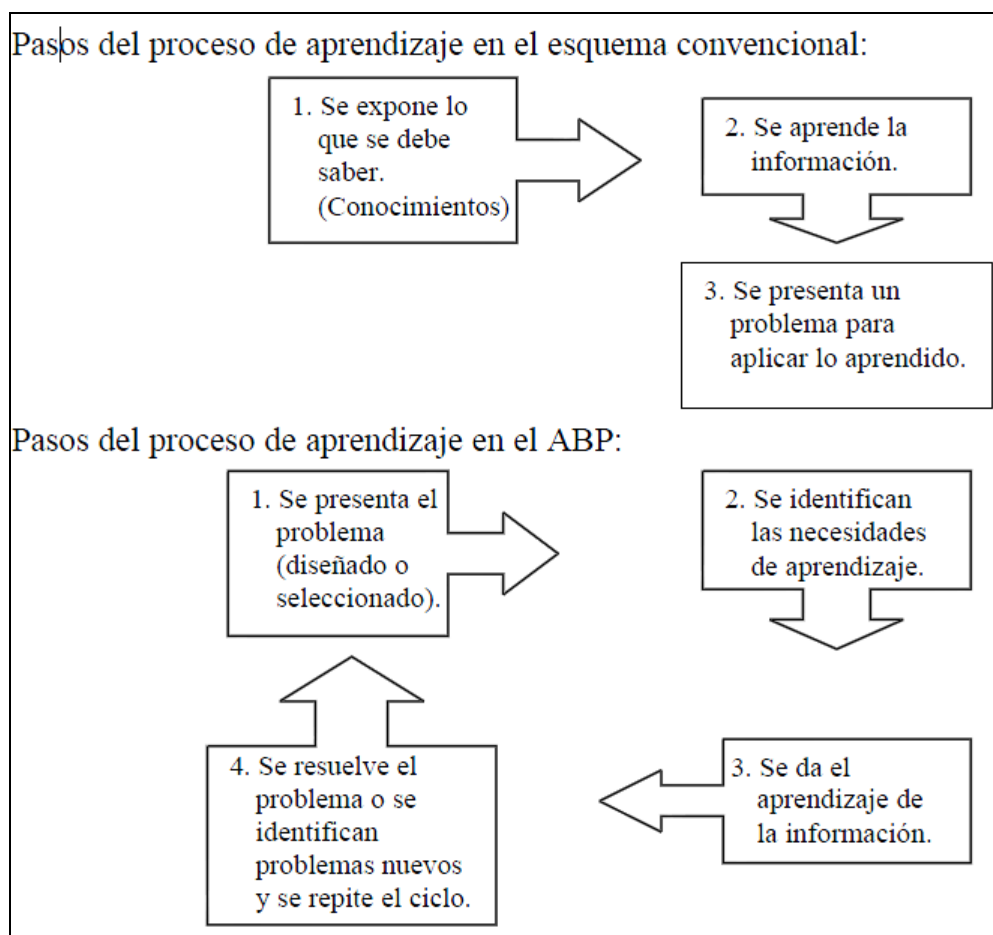 Pasos del proceso de aprendizaje en el esquema convencional:
1. Se expone lo
que se debe
saber.
(Conocimientos)
2. Se aprende la
información.
3. Se presenta un
problema para
aplicar lo aprendido.
Pasos del proceso de aprendizaje en el ABP:
1. Se presenta el
problema
(diseñado o
seleccionado).
2. Se identifican
las necesidades
de aprendizaje.
3. Se da el
aprendizaje de
la información.
4. Se resuelve el
problema o se
identifican
problemas nuevos
y se repite el ciclo.